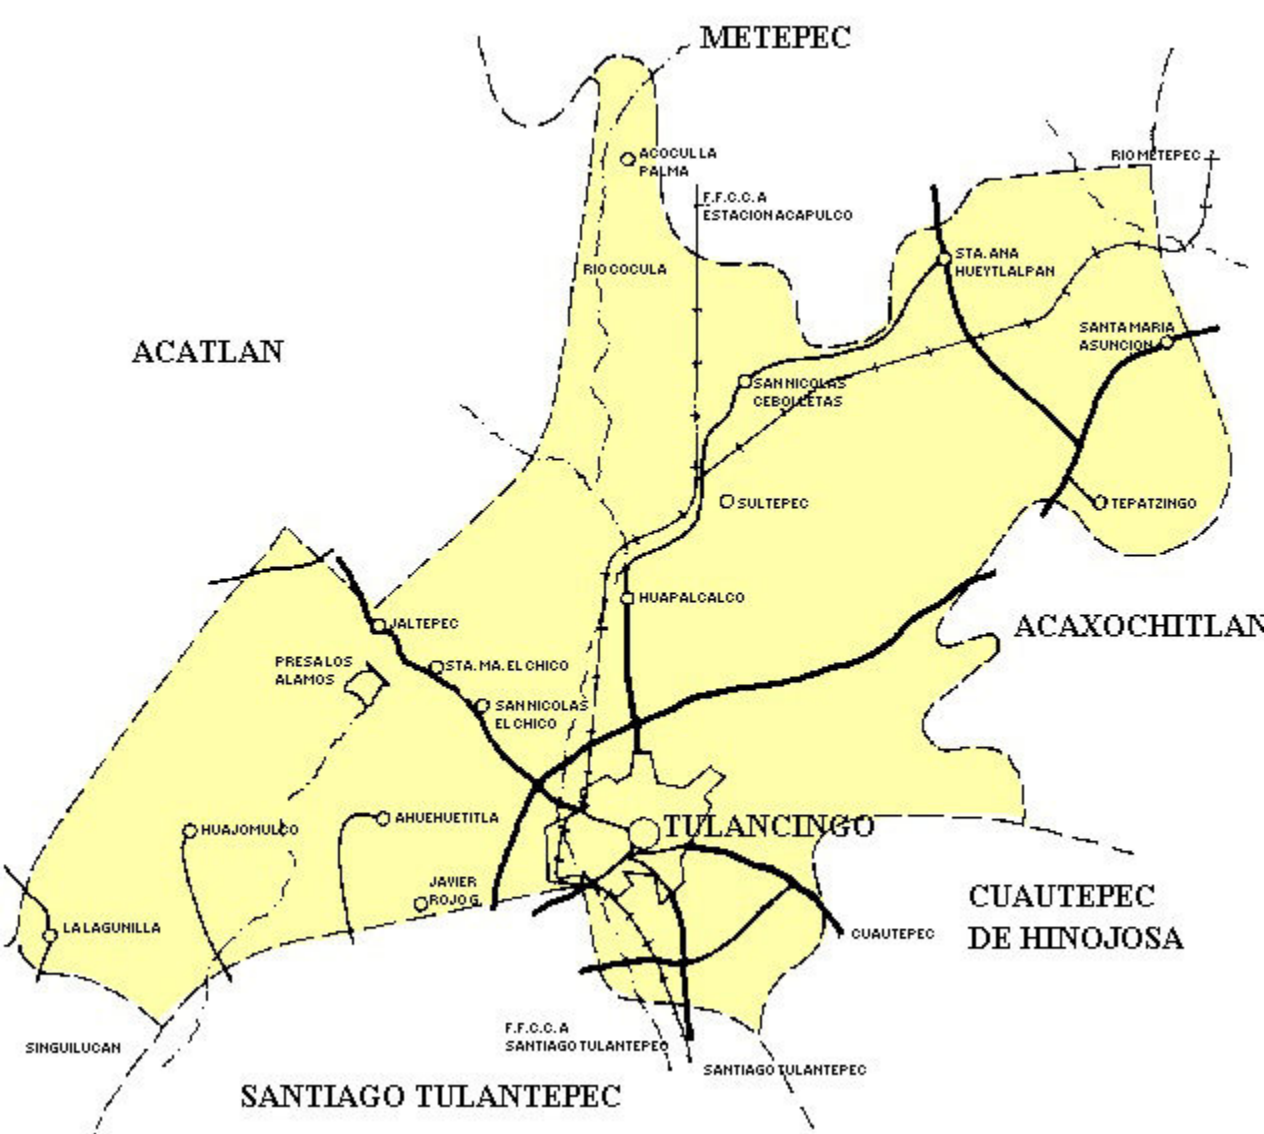 METEPEC
ACOCULLA
PALMA
RIO METEPEC
F.F.C.C. A
ESTACION ACAPULCO
STA. ANA
HUEYTLALPAN
RIO COCULA
SANTA MARIA
ASUNCION
ACATLAN
SAN NICOLAS
CEBOLLETAS
SULTEPEC
TEPATZINGO
HUAPALCALCO
ACAXOCHITLAN
JALTEPEC
PRESA LOS
ALAMOS
STA. MA. EL CHICO
SAN NICOLAS
EL CHICO
HUAJOMULCO
AHUEHUETITLA
TULANCINGO
JAVIER
ROJO G.
CUAUTEPEC
DE HINOJOSA
LA LAGUNILLA
CUAUTEPEC
F.F.C.C. A
SANTIAGO TULANTEPEC
SINGUILUCAN
SANTIAGO TULANTEPEC
SANTIAGO TULANTEPEC